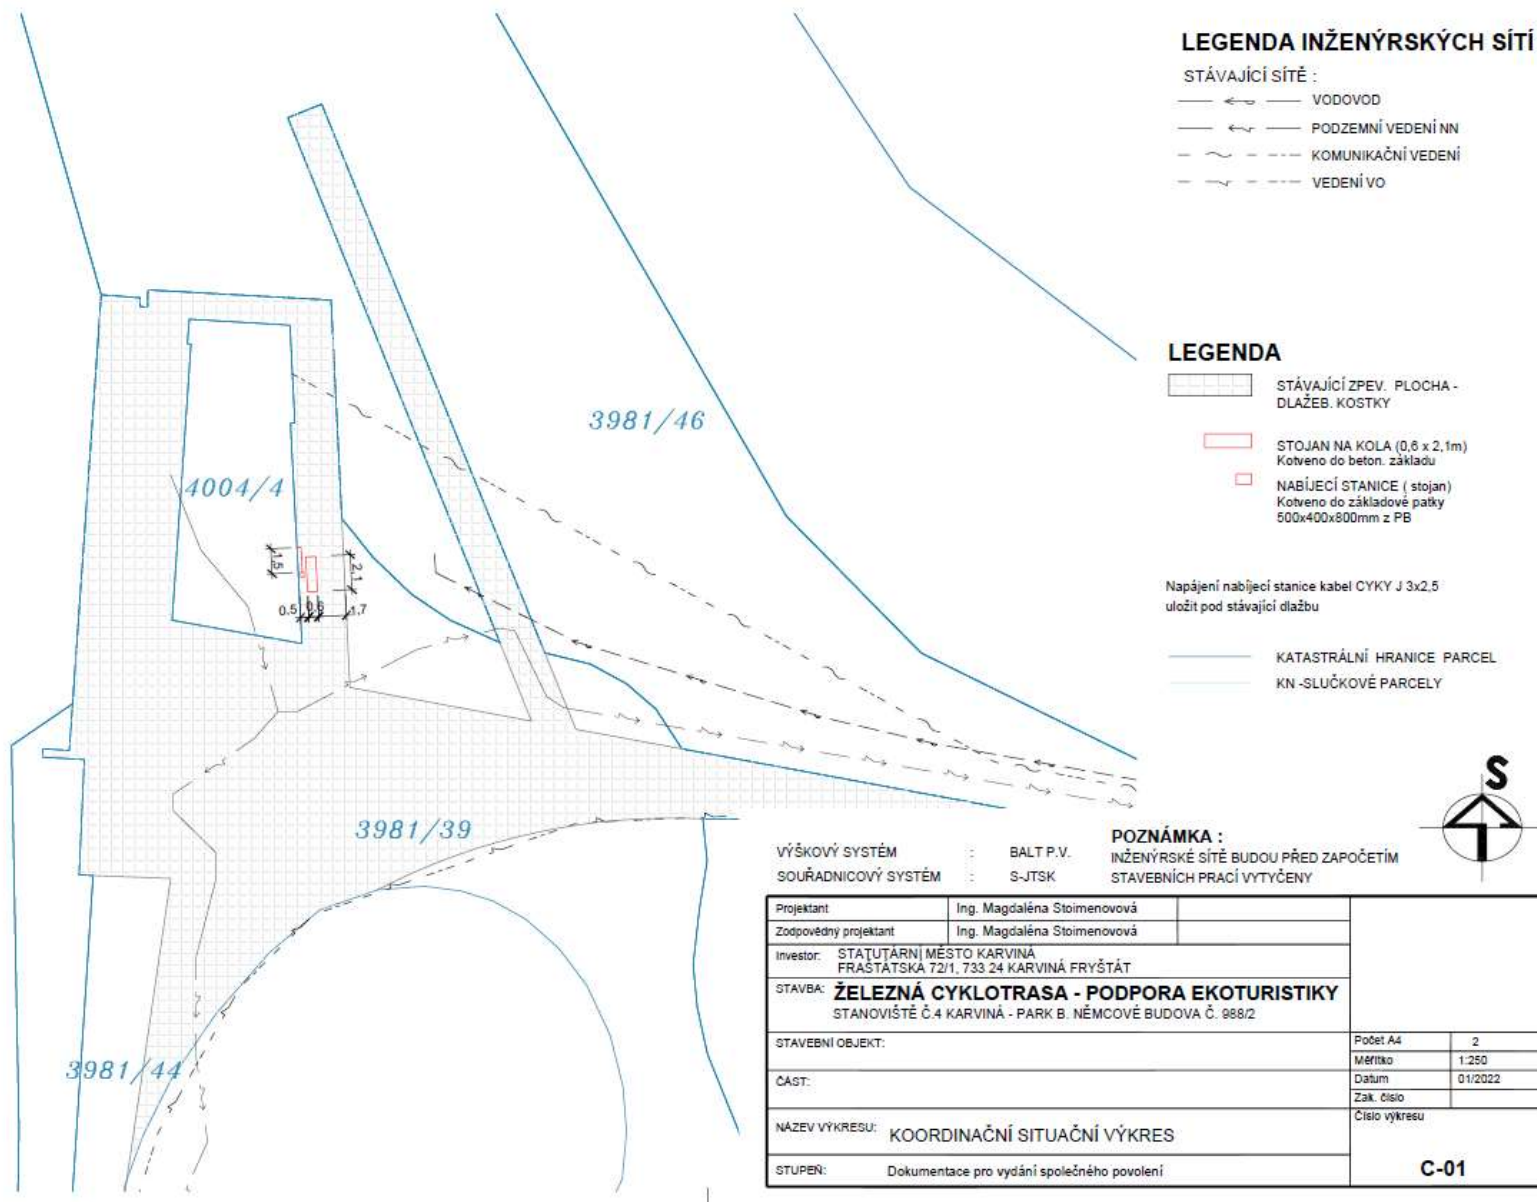 LEGENDA INŽENÝRSKÝCH SÍTÍ
STÁVAJÍCÍ SÍTĚ :
VODOVOD
PODZEMNÍ VEDENÍ NN
KOMUNIKAČNÍ VEDENÍ
VEDENÍ VO
LEGENDA
STÁVAJÍCÍ ZPEV. PLOCHA -
DLAŽEB. KOSTKY
STOJAN NA KOLA (0,6 x 2,1m)
Kotveno do beton. základu
NABÍJECÍ STANICE ( stojan)
Kotveno do základové patky
500x400x800mm z PB
Napájení nabíjecí stanice kabel CYKY J 3x2,5
uložit pod stávající dlažbu
KATASTRÁLNÍ HRANICE PARCEL
KN -SLUČKOVÉ PARCELY
3981/46
4004/4
1.5
2,1
0.5
0.6
1,7
3981/39
3981/44
S
VÝŠKOVÝ SYSTÉM : BALT P.V.
SOUŘADNICOVÝ SYSTÉM : S-JTSK
POZNÁMKA :
INŽENÝRSKÉ SÍTĚ BUDOU PŘED ZAPOČETÍM
STAVEBNÍCH PRACÍ VYTYČENY
Projektant Ing. Magdaléna Stoimenovová
Zodpovědný projektant Ing. Magdaléna Stoimenovová
Investor: STATUTÁRNÍ MĚSTO KARVINÁ
FRAŠTÁTSKA 72/1, 733 24 KARVINÁ FRYŠTÁT
STAVBA: ŽELEZNÁ CYKLOTRASA - PODPORA EKOTURISTIKY
STANOVIŠTĚ Č.4 KARVINÁ - PARK B. NĚMCOVÉ BUDOVA Č. 988/2
STAVEBNÍ OBJEKT:
ČAST:
NÁZEV VÝKRESU: KOORDINAČNÍ SITUAČNÍ VÝKRES
STUPEŇ: Dokumentace pro vydání společného povolení
Počet A4 2
Měřítko 1:250
Datum 01/2022
Zak. číslo
Číslo výkresu
C-01